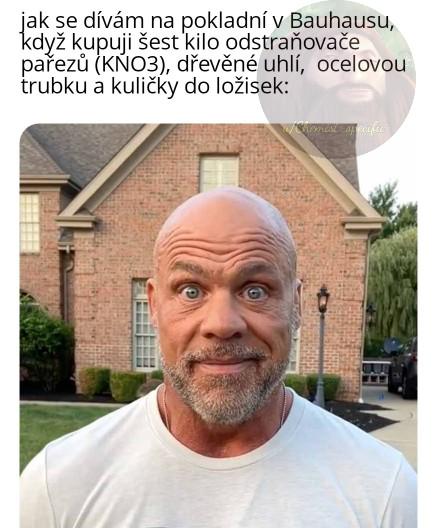 jak se dívám na pokladní v Bauhausu,
když kupuji šest kilo odstraňovače
pařezů (KNO3), dřevěné uhlí,  ocelovou
trubku a kuličky do ložisek: